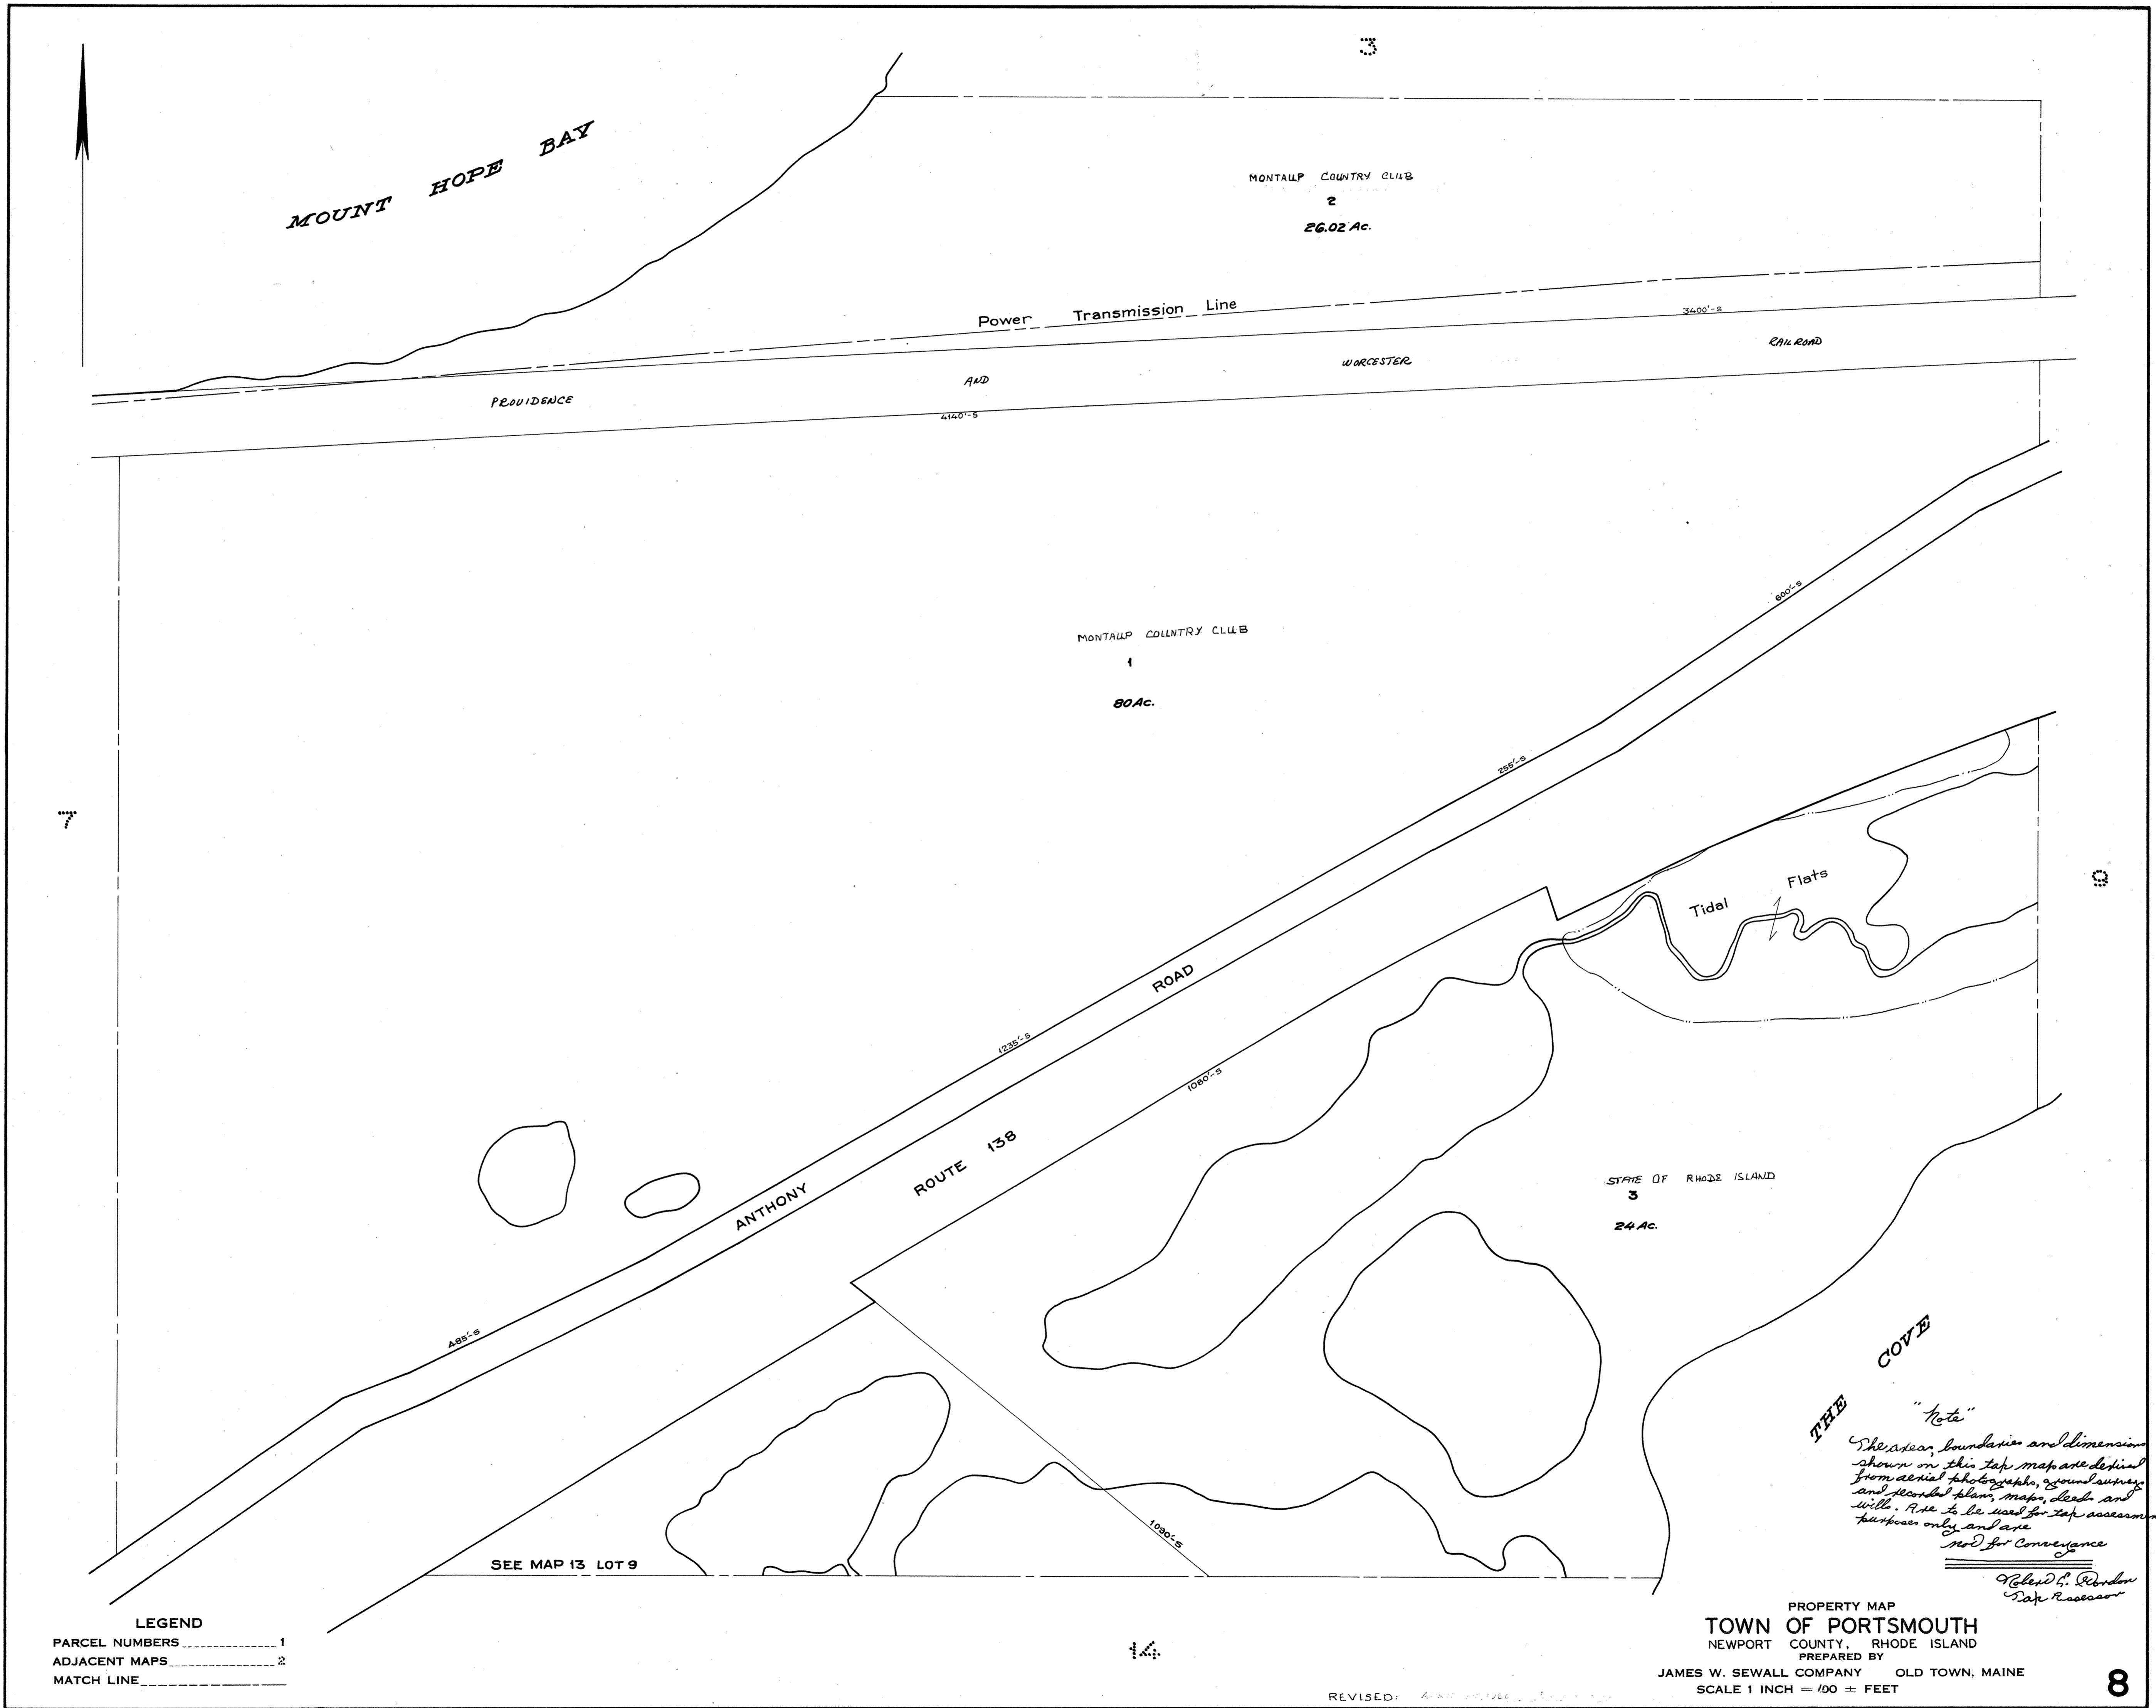 3
MOUNT HOPE BAY
MONTAUP COUNTRY CLUB
2
26.02 AC.
Power Transmission Line
3400'-S
PROVIDENCE AND WORCESTER RAILROAD
4140'-S
600'-S
MONTAUP COUNTRY CLUB
1
80 AC.
255'-S
7
9
Tidal Flats
ROAD
1235'-S
1080'-S
ROUTE 138
ANTHONY
STATE OF RHODE ISLAND
3
24 AC.
485'-S
THE COVE
"Note"
The areas, boundaries and dimensions
shown on this tax map are derived
from aerial photographs, ground surveys
and recorded plans, maps, deeds and
wills. Are to be used for tax assessmen
purposes only and are
not for Conveyance
Robert E.
Tax Assessor
1090'-S
SEE MAP 13 LOT 9
LEGEND
PARCEL NUMBERS 1
ADJACENT MAPS 2
MATCH LINE
14
PROPERTY MAP
TOWN OF PORTSMOUTH
NEWPORT COUNTY, RHODE ISLAND
PREPARED BY
JAMES W. SEWALL COMPANY OLD TOWN, MAINE
SCALE 1 INCH = 100 ± FEET
8
REVISED: